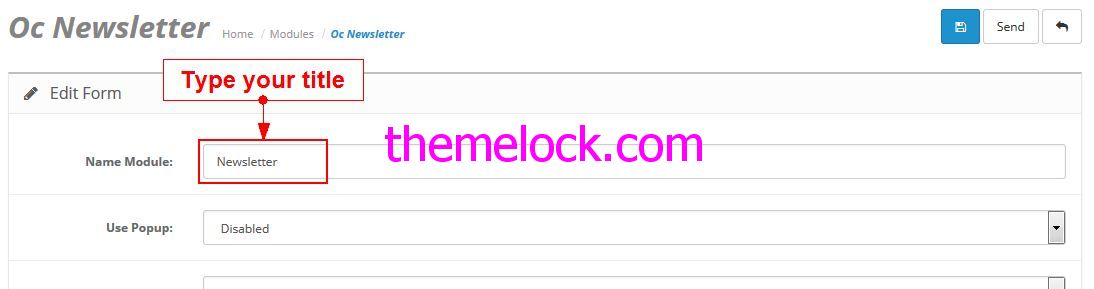 Oc Newsletter Home / Modules / Oc Newsletter Send
Type your title
Edit Form
themelock.com
Name Module: Newsletter
Use Popup: Disabled